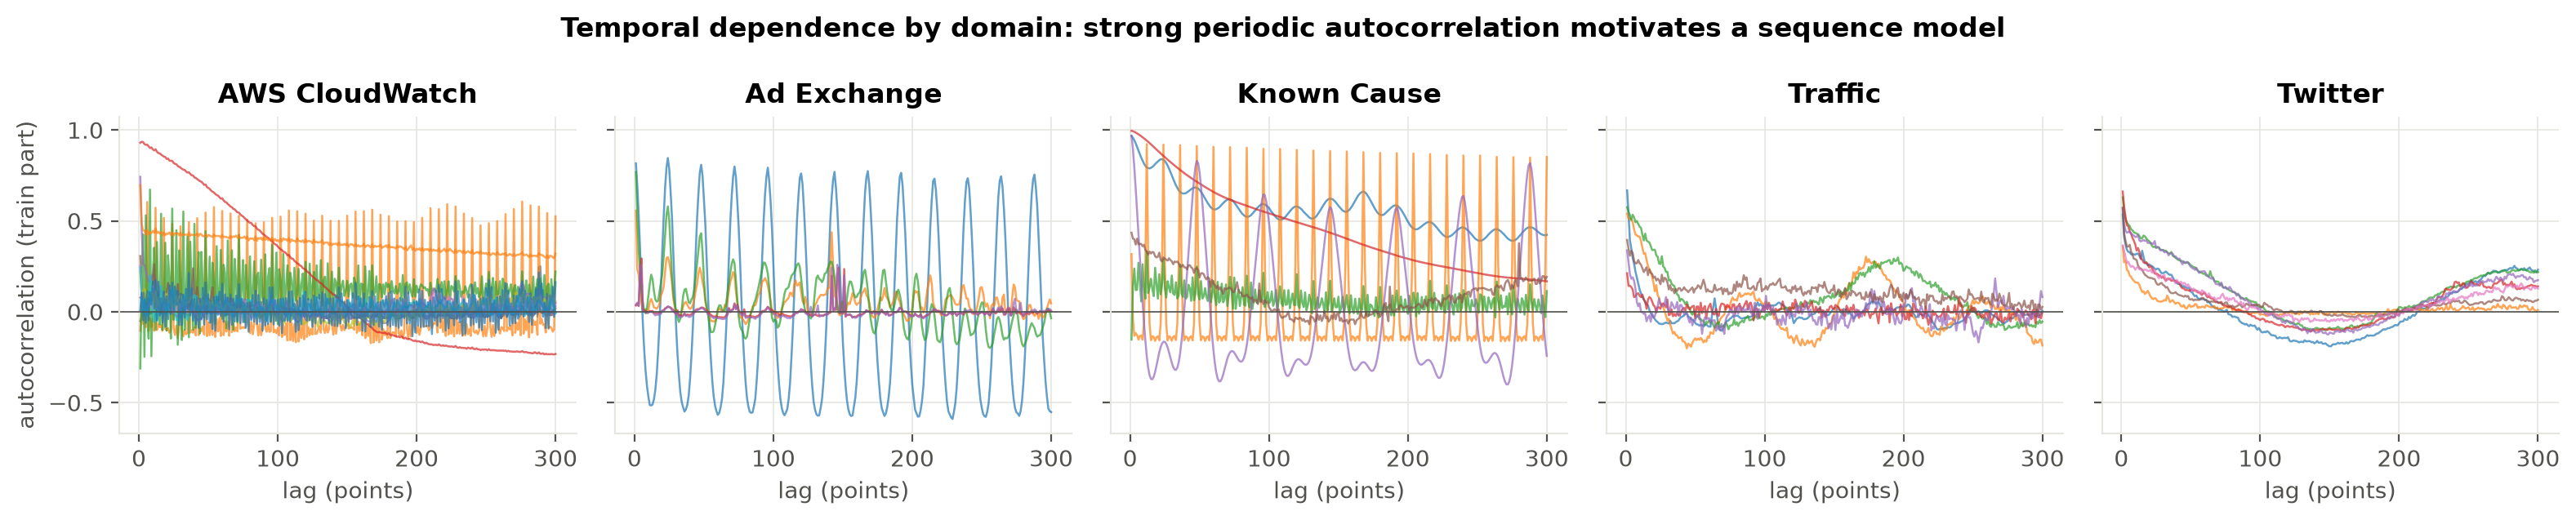 Temporal dependence by domain: strong periodic autocorrelation motivates a sequence model
AWS CloudWatch
Ad Exchange
Known Cause
Traffic
Twitter
autocorrelation (train part)
1.0
0.5
0.0
−0.5
0 100 200 300
0 100 200 300
0 100 200 300
0 100 200 300
0 100 200 300
lag (points)
lag (points)
lag (points)
lag (points)
lag (points)